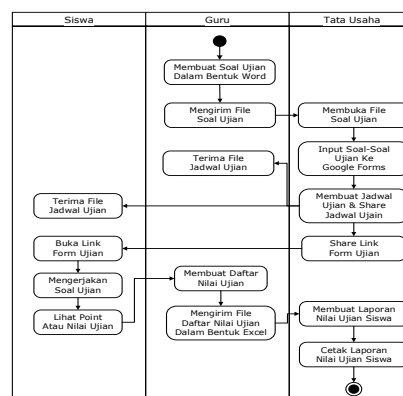 Siswa
Guru
Tata Usaha
Membuat Soal Ujian
Dalam Bentuk Word
Mengirim File
Soal Ujian
Membuka File
Soal Ujian
Input Soal-Soal
Ujian Ke
Google Forms
Terima File
Jadwal Ujian
Membuat Jadwal
Ujian & Share
Jadwal Ujain
Terima File
Jadwal Ujian
Share Link
Form Ujian
Buka Link
Form Ujian
Mengerjakan
Soal Ujian
Lihat Point
Atau Nilai Ujian
Membuat Daftar
Nilai Ujian
Mengirim File
Daftar Nilai Ujian
Dalam Bentuk Excel
Membuat Laporan
Nilai Ujian Siswa
Cetak Laporan
Nilai Ujian Siswa